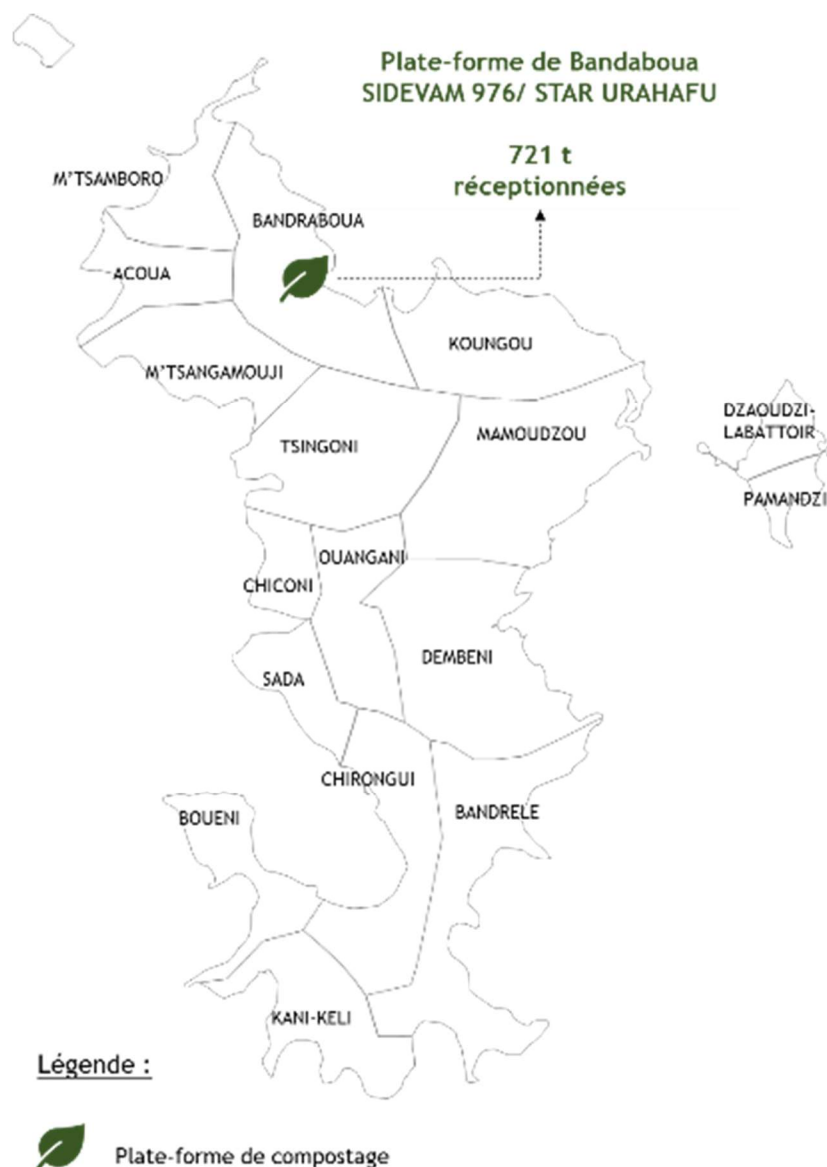 Plate-forme de Bandaboua
SIDEVAM 976/ STAR URAHAFU
721 t
réceptionnées
M'TSAMBORO
BANDRABOUA
ACOUA
KOUNGOU
M'TSANGAMOUJI
DZAOUDZI-
LABATTOIR
MAMOUDZOU
TSINGONI
PAMANDZI
OUANGANI
CHICONI
DEMBENI
SADA
CHIRONGUI
BANDRELE
BOUENI
KANI-KELI
Légende :
Plate-forme de compostage